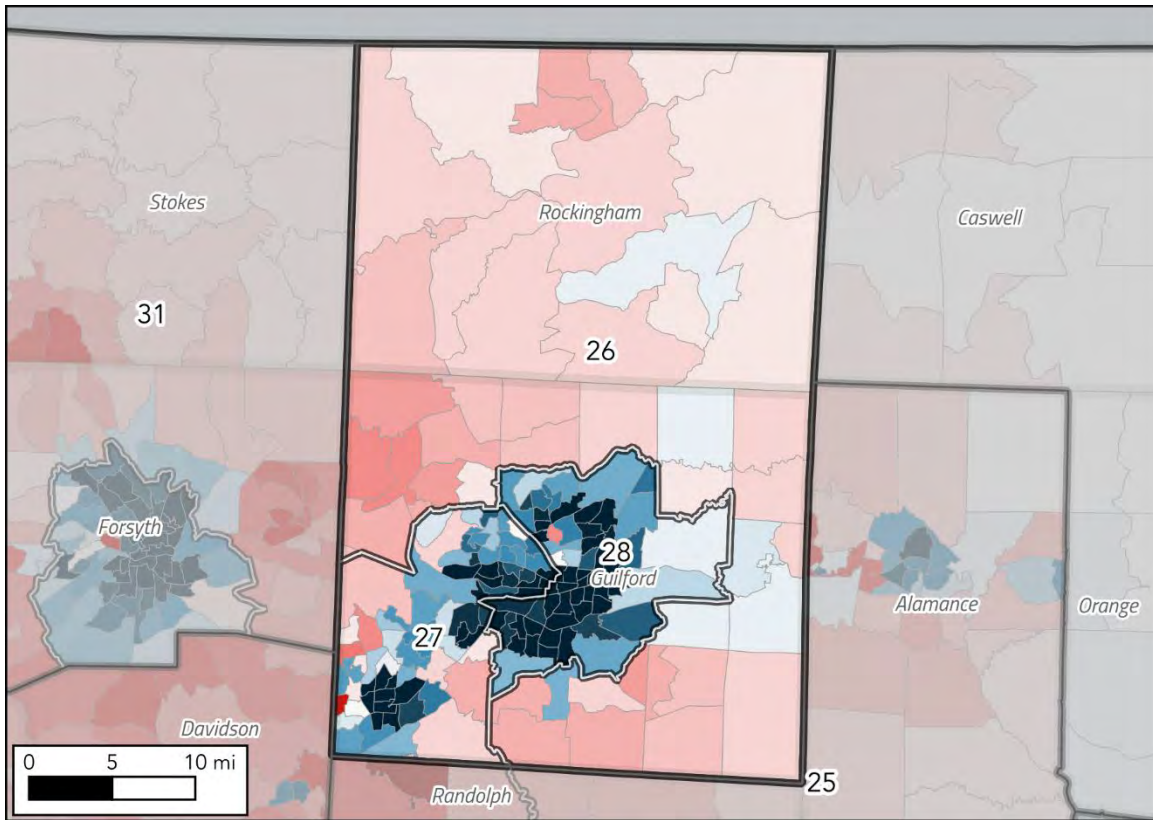 Stokes
Rockingham
Caswell
31
26
Forsyth
28
Guilford
Alamance
Orange
27
Davidson
0 5 10 mi
25
Randolph